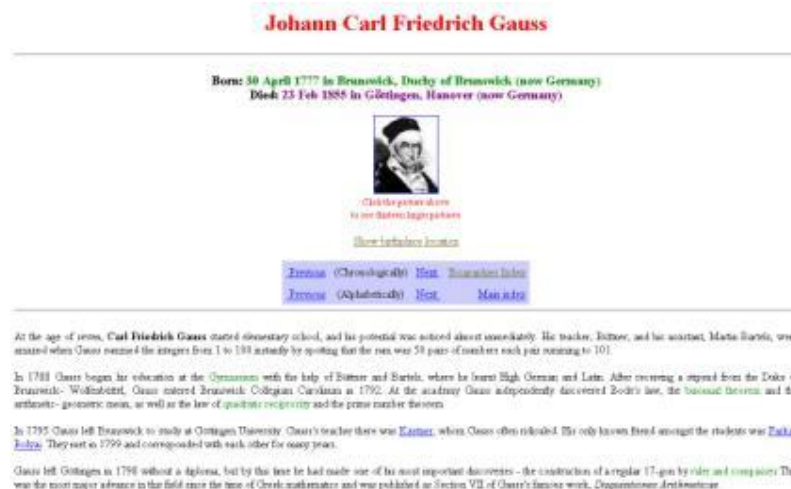 Johann Carl Friedrich Gauss
Born: 30 April 1777 in Brunswick, Duchy of Brunswick (now Germany)
Died: 23 Feb 1855 in Göttingen, Hanover (now Germany)
Click the picture above
to see thirteen larger pictures
Show birthplace location
Previous (Chronologically) Next Biographies Index
Previous (Alphabetically) Next Main index
At the age of seven, Carl Friedrich Gauss started elementary school, and his potential was noticed almost immediately. His teacher, Büttner, and his assistant, Martin Bartels, were
amazed when Gauss summed the integers from 1 to 100 instantly by spotting that the sum was 50 pairs of numbers each pair summing to 101.
In 1788 Gauss began his education at the Gymnasium with the help of Büttner and Bartels, where he learnt High German and Latin. After receiving a stipend from the Duke of
Brunswick- Wolfenbüttel, Gauss entered Brunswick Collegium Carolinum in 1792. At the academy Gauss independently discovered Bode's law, the binomial theorem and the
arithmetic- geometric mean, as well as the law of quadratic reciprocity and the prime number theorem.
In 1795 Gauss left Brunswick to study at Göttingen University. Gauss's teacher there was Kaestner, whom Gauss often ridiculed. His only known friend amongst the students was Farkas
Bolyai. They met in 1799 and corresponded with each other for many years.
Gauss left Göttingen in 1798 without a diploma, but by this time he had made one of his most important discoveries - the construction of a regular 17-gon by ruler and compasses This
was the most major advance in this field since the time of Greek mathematics and was published as Section VII of Gauss's famous work, Disquisitiones Arithmeticae.